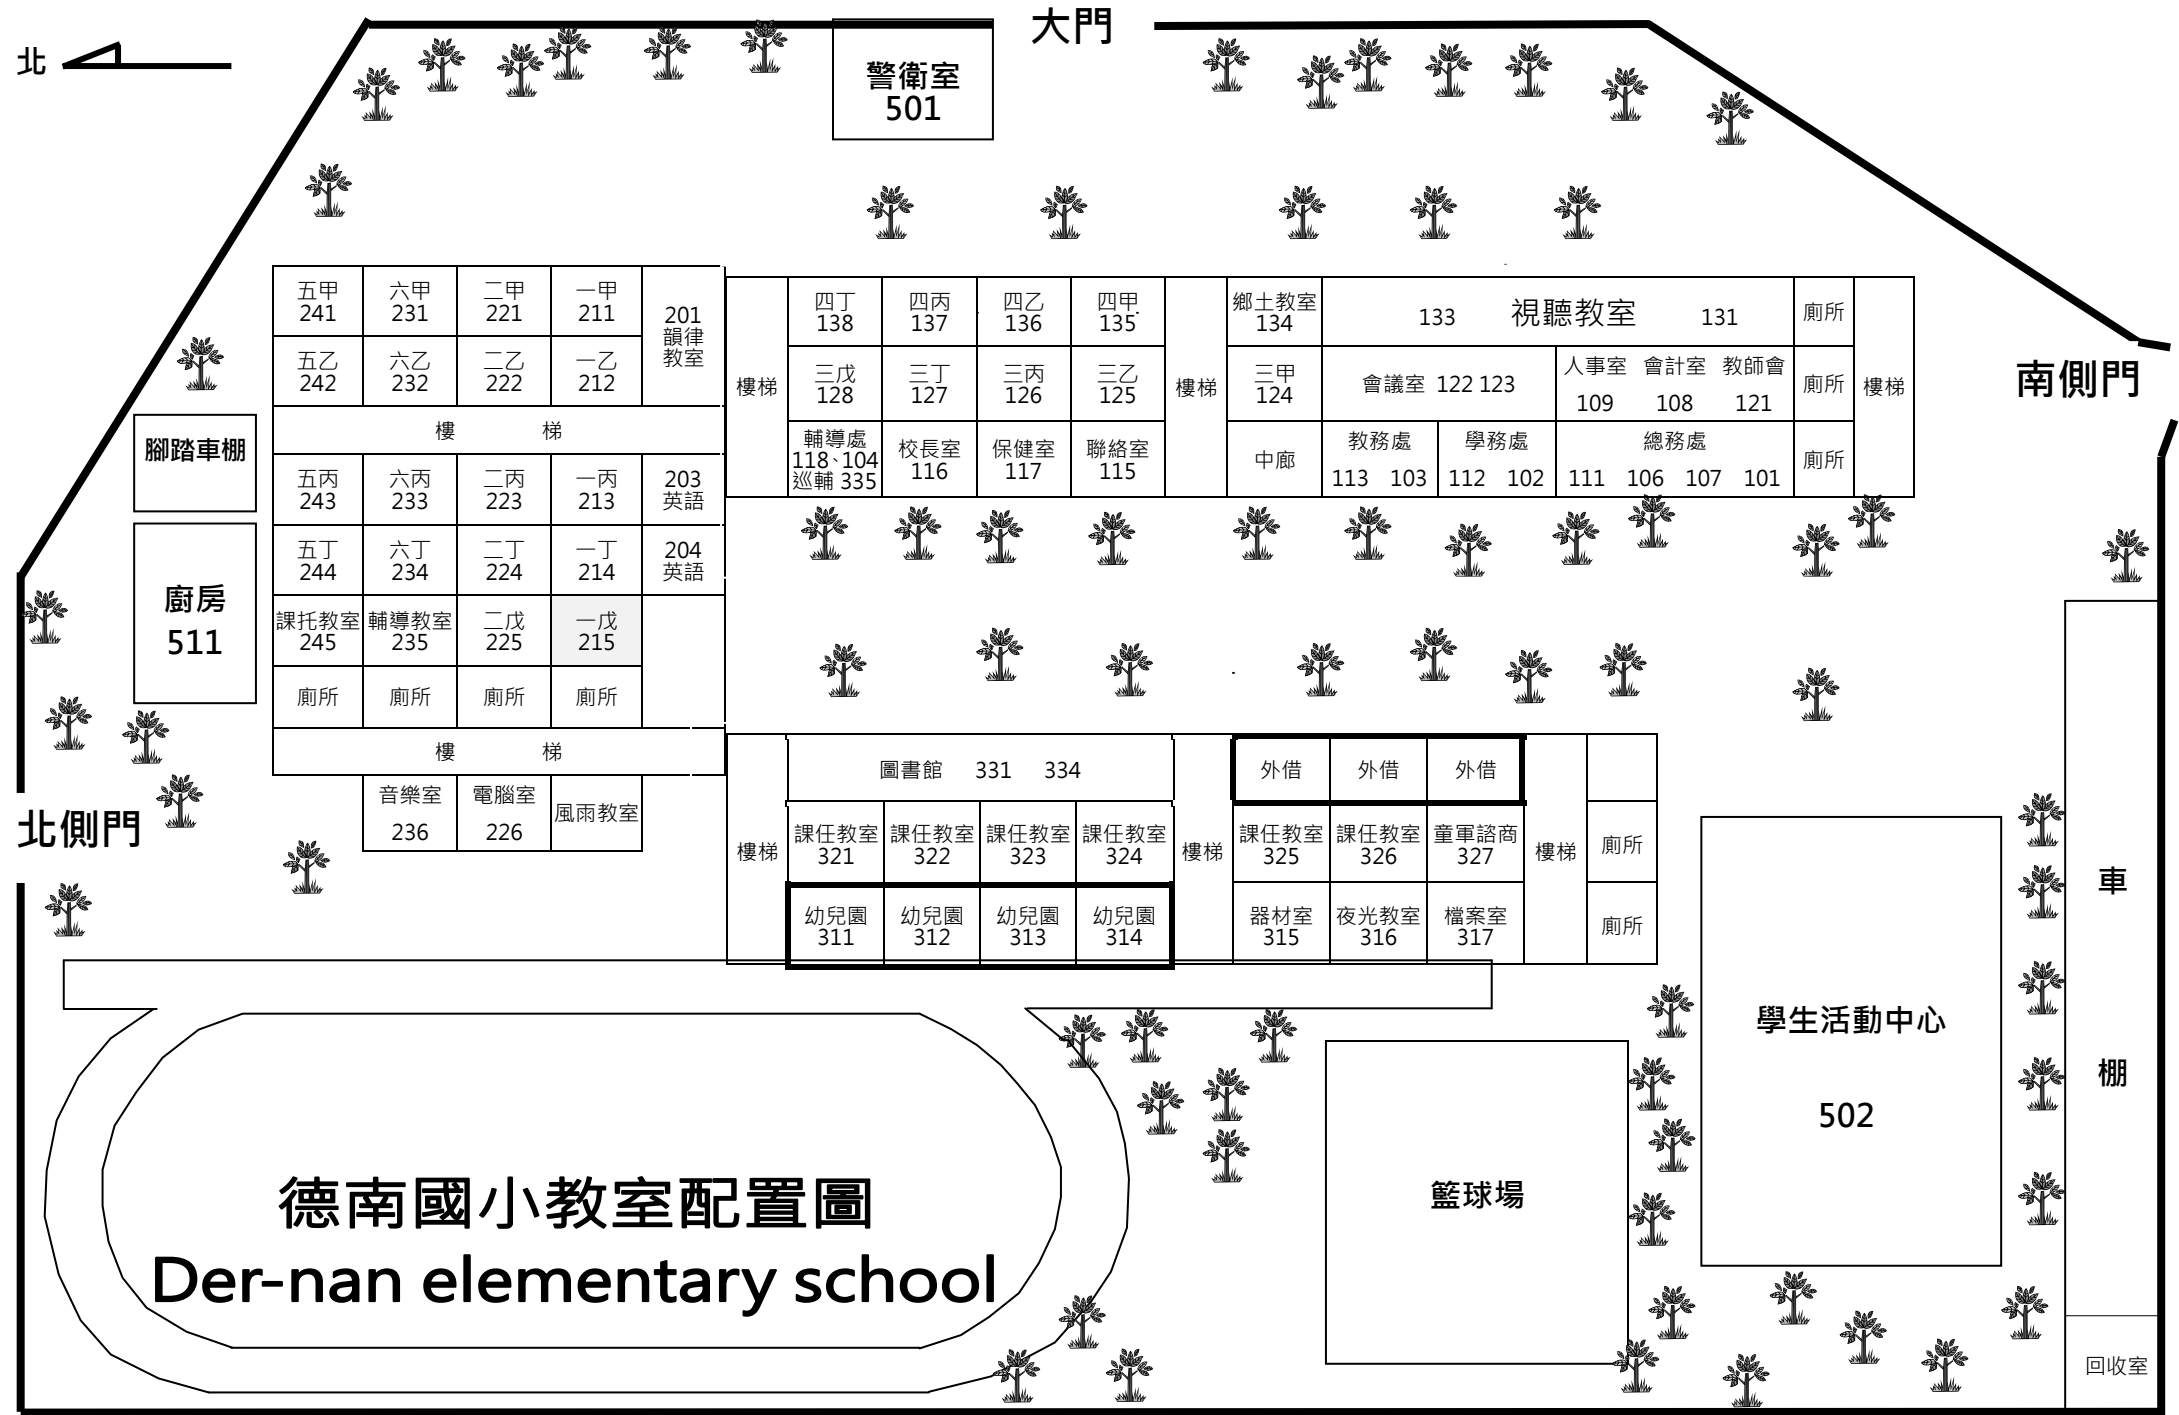 大門
北
警衛室
501
五甲 六甲 二甲 一甲
241 231 221 211
201
韻律
教室
五乙 六乙 二乙 一乙
242 232 222 212
樓 梯
五丙 六丙 二丙 一丙 203
243 233 223 213 英語
五丁 六丁 二丁 一丁 204
244 234 224 214 英語
課托教室 輔導教室 二戊 一戊
245 235 225 215
廁所 廁所 廁所 廁所
樓 梯
音樂室 電腦室 風雨教室
236 226
腳踏車棚
廚房
511
北側門
樓梯
四丁 四丙 四乙 四甲
138 137 136 135
三戊 三丁 三丙 三乙
128 127 126 125
輔導處 校長室 保健室 聯絡室
118、104 116 117 115
巡輔 335
樓梯
鄉土教室
134
133 視聽教室 131
廁所
三甲
124
會議室 122 123
人事室 會計室 教師會
109 108 121
廁所
中廊
教務處 學務處 總務處
113 103 112 102 111 106 107 101
廁所
樓梯
南側門
樓梯
圖書館 331 334
課任教室 課任教室 課任教室 課任教室
321 322 323 324
幼兒園 幼兒園 幼兒園 幼兒園
311 312 313 314
樓梯
外借 外借 外借
課任教室 課任教室 童軍諮商
325 326 327
器材室 夜光教室 檔案室
315 316 317
樓梯
廁所
廁所
車
棚
學生活動中心
502
籃球場
回收室
德南國小教室配置圖
Der-nan elementary school